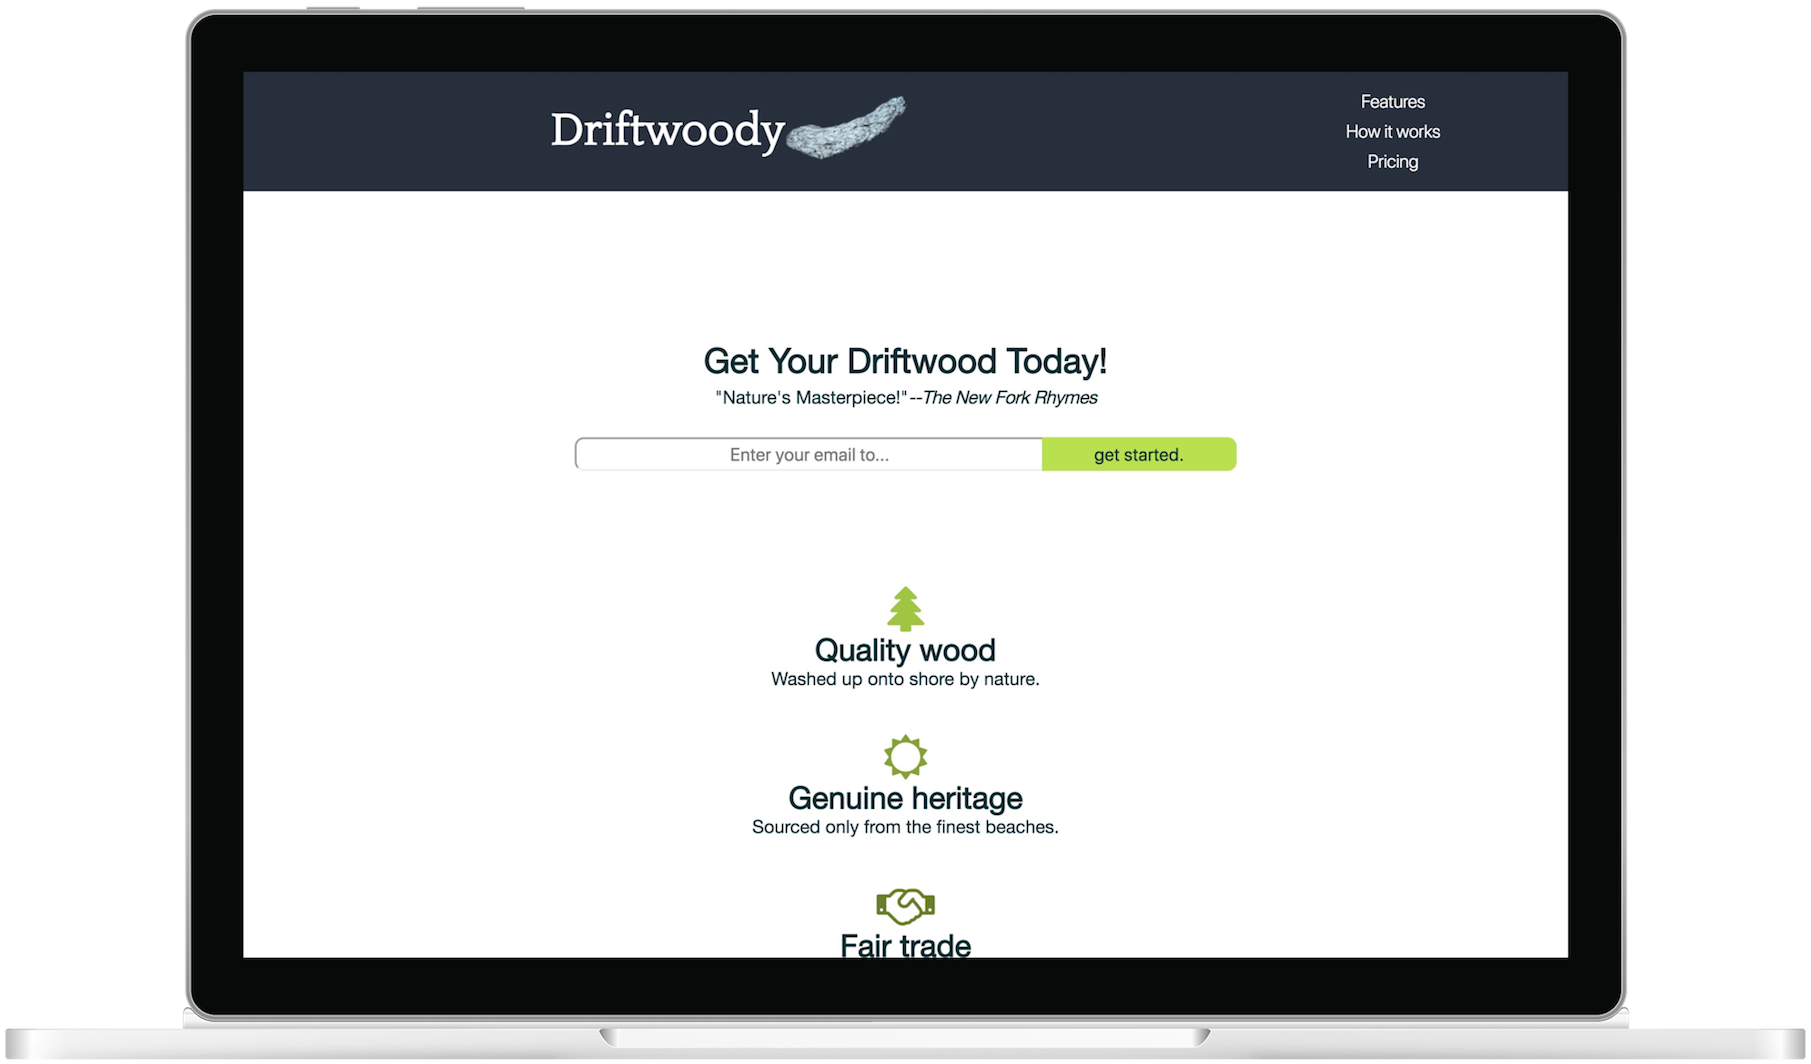 Driftwoody
Features
How it works
Pricing
Get Your Driftwood Today!
"Nature's Masterpiece!" --The New Fork Rhymes
Enter your email to... get started.
Quality wood
Washed up onto shore by nature.
Genuine heritage
Sourced only from the finest beaches.
Fair trade